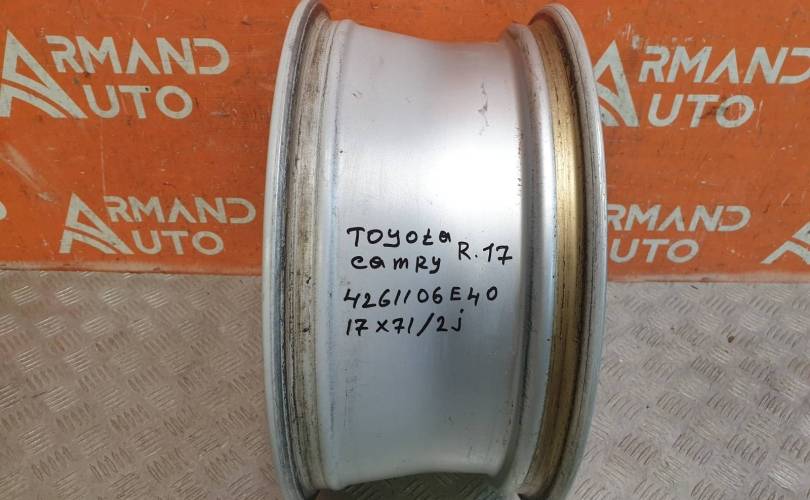 ARMAND
AUTO
ARMAND
AUTO
ARMAND
AUTO
ARMAND
AUTO
TOYOTA R.17
CAMRY
4261106E40
17x71/2j